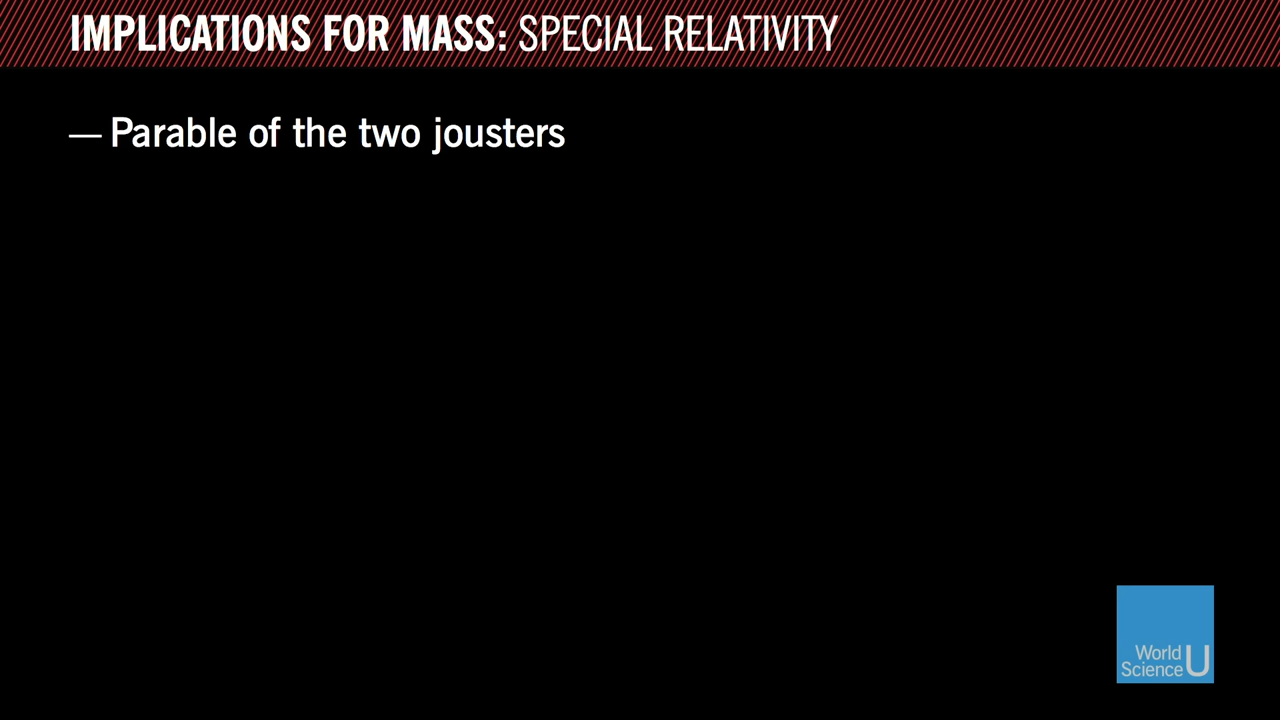 IMPLICATIONS FOR MASS: SPECIAL RELATIVITY
— Parable of the two jousters
World
Science U